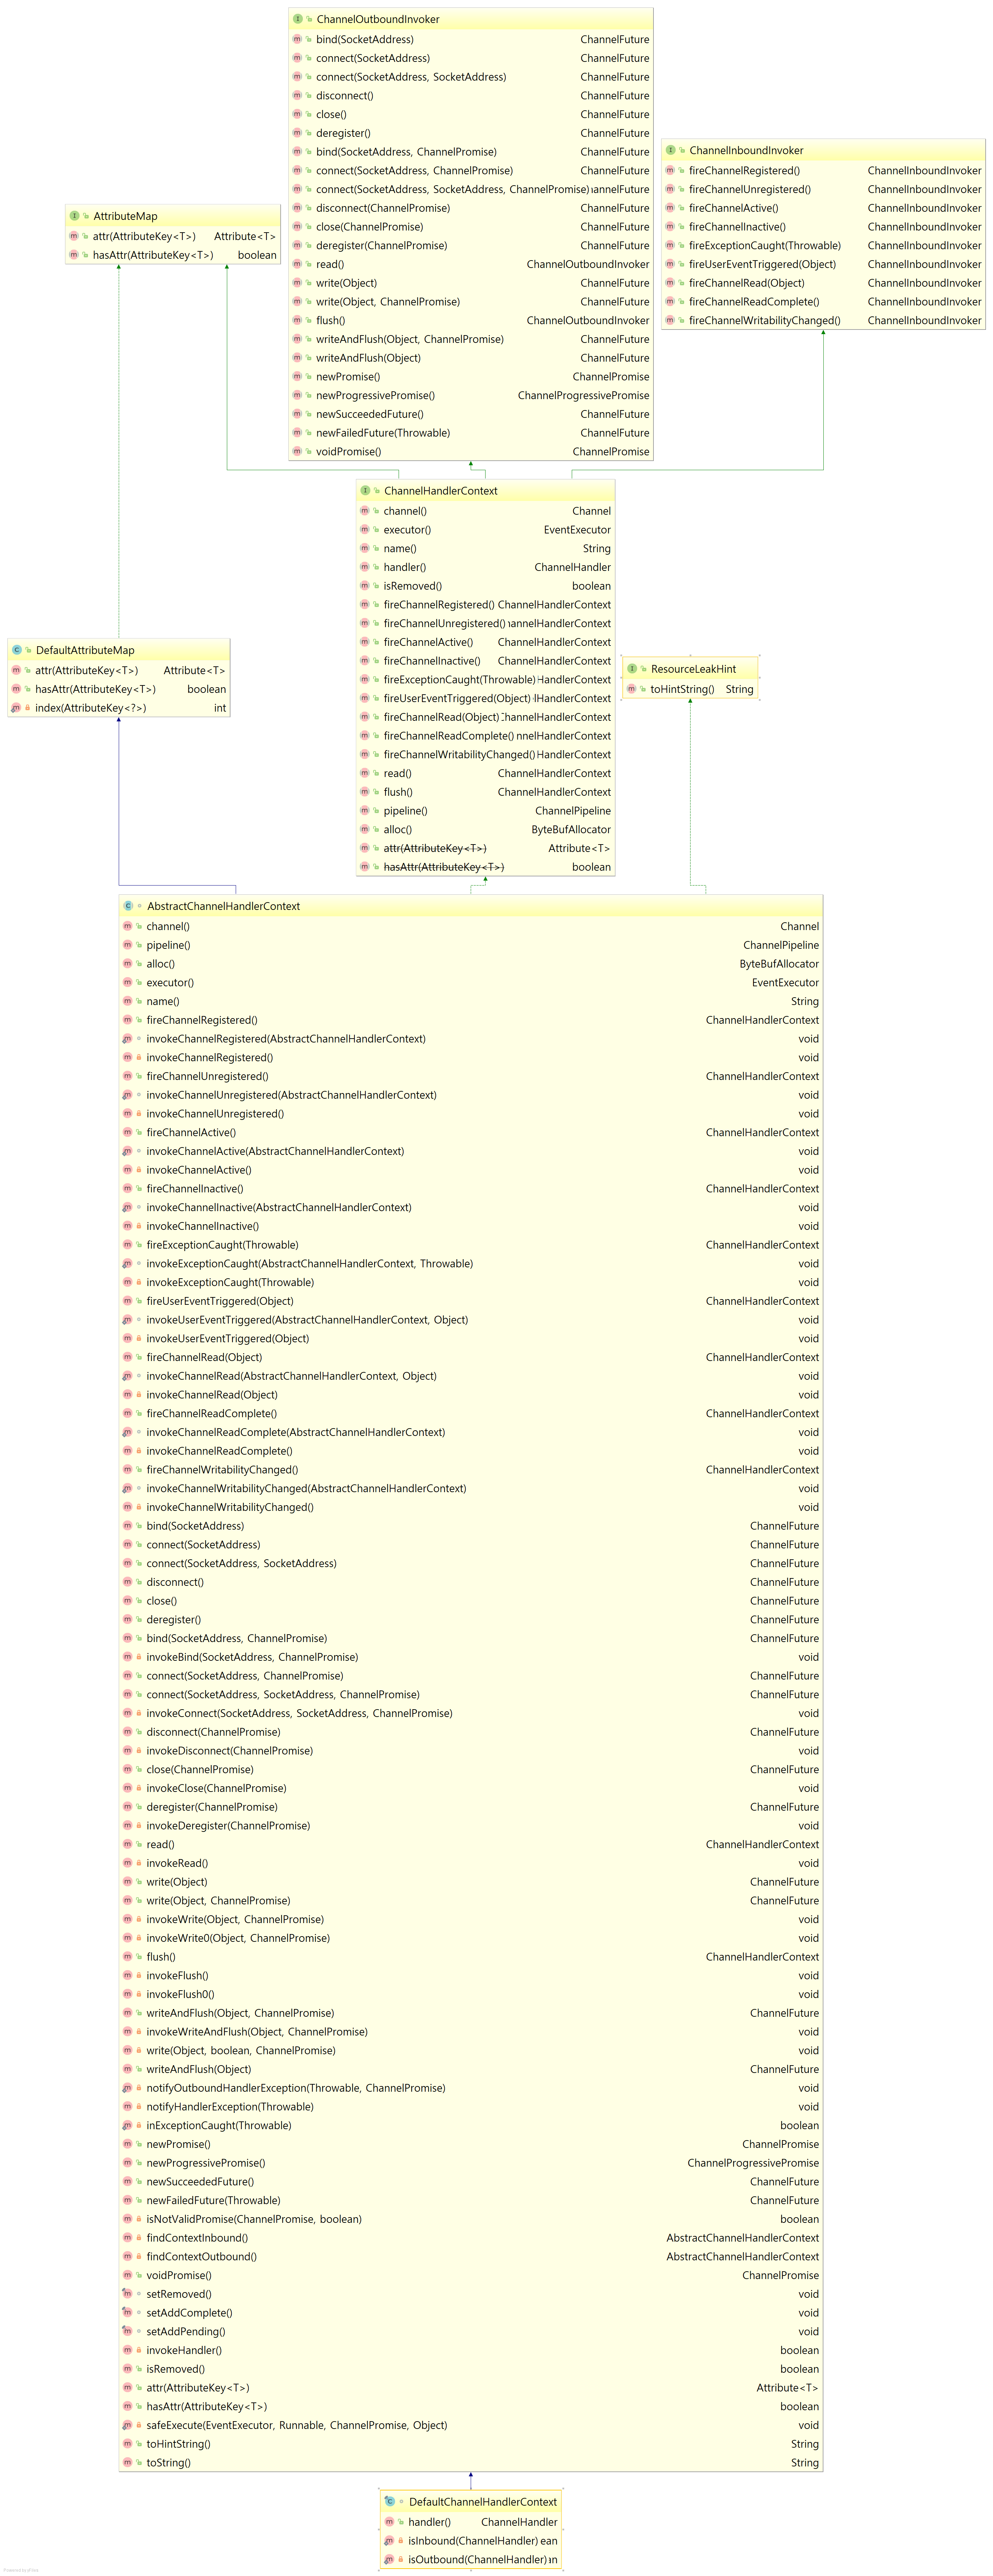 ChannelOutboundInvoker
bind(SocketAddress) ChannelFuture
connect(SocketAddress) ChannelFuture
connect(SocketAddress, SocketAddress) ChannelFuture
disconnect() ChannelFuture
close() ChannelFuture
deregister() ChannelFuture
bind(SocketAddress, ChannelPromise) ChannelFuture
connect(SocketAddress, ChannelPromise) ChannelFuture
connect(SocketAddress, SocketAddress, ChannelPromise) hannelFuture
disconnect(ChannelPromise) ChannelFuture
close(ChannelPromise) ChannelFuture
deregister(ChannelPromise) ChannelFuture
read() ChannelOutboundInvoker
write(Object) ChannelFuture
write(Object, ChannelPromise) ChannelFuture
flush() ChannelOutboundInvoker
writeAndFlush(Object, ChannelPromise) ChannelFuture
writeAndFlush(Object) ChannelFuture
newPromise() ChannelPromise
newProgressivePromise() ChannelProgressivePromise
newSucceededFuture() ChannelFuture
newFailedFuture(Throwable) ChannelFuture
voidPromise() ChannelPromise
ChannelInboundInvoker
fireChannelRegistered() ChannelInboundInvoker
fireChannelUnregistered() ChannelInboundInvoker
fireChannelActive() ChannelInboundInvoker
fireChannelInactive() ChannelInboundInvoker
fireExceptionCaught(Throwable) ChannelInboundInvoker
fireUserEventTriggered(Object) ChannelInboundInvoker
fireChannelRead(Object) ChannelInboundInvoker
fireChannelReadComplete() ChannelInboundInvoker
fireChannelWritabilityChanged() ChannelInboundInvoker
AttributeMap
attr(AttributeKey<T>) Attribute<T>
hasAttr(AttributeKey<T>) boolean
ChannelHandlerContext
channel() Channel
executor() EventExecutor
name() String
handler() ChannelHandler
isRemoved() boolean
fireChannelRegistered() ChannelHandlerContext
fireChannelUnregistered() annelHandlerContext
fireChannelActive() ChannelHandlerContext
fireChannelInactive() ChannelHandlerContext
fireExceptionCaught(Throwable) HandlerContext
fireUserEventTriggered(Object) HandlerContext
fireChannelRead(Object) hannelHandlerContext
fireChannelReadComplete() nnelHandlerContext
fireChannelWritabilityChanged() HandlerContext
read() ChannelHandlerContext
flush() ChannelHandlerContext
pipeline() ChannelPipeline
alloc() ByteBufAllocator
attr(AttributeKey<T>) Attribute<T>
hasAttr(AttributeKey<T>) boolean
DefaultAttributeMap
attr(AttributeKey<T>) Attribute<T>
hasAttr(AttributeKey<T>) boolean
index(AttributeKey<?>) int
ResourceLeakHint
toHintString() String
AbstractChannelHandlerContext
channel() Channel
pipeline() ChannelPipeline
alloc() ByteBufAllocator
executor() EventExecutor
name() String
fireChannelRegistered() ChannelHandlerContext
invokeChannelRegistered(AbstractChannelHandlerContext) void
invokeChannelRegistered() void
fireChannelUnregistered() ChannelHandlerContext
invokeChannelUnregistered(AbstractChannelHandlerContext) void
invokeChannelUnregistered() void
fireChannelActive() ChannelHandlerContext
invokeChannelActive(AbstractChannelHandlerContext) void
invokeChannelActive() void
fireChannelInactive() ChannelHandlerContext
invokeChannelInactive(AbstractChannelHandlerContext) void
invokeChannelInactive() void
fireExceptionCaught(Throwable) ChannelHandlerContext
invokeExceptionCaught(AbstractChannelHandlerContext, Throwable) void
invokeExceptionCaught(Throwable) void
fireUserEventTriggered(Object) ChannelHandlerContext
invokeUserEventTriggered(AbstractChannelHandlerContext, Object) void
invokeUserEventTriggered(Object) void
fireChannelRead(Object) ChannelHandlerContext
invokeChannelRead(AbstractChannelHandlerContext, Object) void
invokeChannelRead(Object) void
fireChannelReadComplete() ChannelHandlerContext
invokeChannelReadComplete(AbstractChannelHandlerContext) void
invokeChannelReadComplete() void
fireChannelWritabilityChanged() ChannelHandlerContext
invokeChannelWritabilityChanged(AbstractChannelHandlerContext) void
invokeChannelWritabilityChanged() void
bind(SocketAddress) ChannelFuture
connect(SocketAddress) ChannelFuture
connect(SocketAddress, SocketAddress) ChannelFuture
disconnect() ChannelFuture
close() ChannelFuture
deregister() ChannelFuture
bind(SocketAddress, ChannelPromise) ChannelFuture
invokeBind(SocketAddress, ChannelPromise) void
connect(SocketAddress, ChannelPromise) ChannelFuture
connect(SocketAddress, SocketAddress, ChannelPromise) ChannelFuture
invokeConnect(SocketAddress, SocketAddress, ChannelPromise) void
disconnect(ChannelPromise) ChannelFuture
invokeDisconnect(ChannelPromise) void
close(ChannelPromise) ChannelFuture
invokeClose(ChannelPromise) void
deregister(ChannelPromise) ChannelFuture
invokeDeregister(ChannelPromise) void
read() ChannelHandlerContext
invokeRead() void
write(Object) ChannelFuture
write(Object, ChannelPromise) ChannelFuture
invokeWrite(Object, ChannelPromise) void
invokeWrite0(Object, ChannelPromise) void
flush() ChannelHandlerContext
invokeFlush() void
invokeFlush0() void
writeAndFlush(Object, ChannelPromise) ChannelFuture
invokeWriteAndFlush(Object, ChannelPromise) void
write(Object, boolean, ChannelPromise) void
writeAndFlush(Object) ChannelFuture
notifyOutboundHandlerException(Throwable, ChannelPromise) void
notifyHandlerException(Throwable) void
inExceptionCaught(Throwable) boolean
newPromise() ChannelPromise
newProgressivePromise() ChannelProgressivePromise
newSucceededFuture() ChannelFuture
newFailedFuture(Throwable) ChannelFuture
isNotValidPromise(ChannelPromise, boolean) boolean
findContextInbound() AbstractChannelHandlerContext
findContextOutbound() AbstractChannelHandlerContext
voidPromise() ChannelPromise
setRemoved() void
setAddComplete() void
setAddPending() void
invokeHandler() boolean
isRemoved() boolean
attr(AttributeKey<T>) Attribute<T>
hasAttr(AttributeKey<T>) boolean
safeExecute(EventExecutor, Runnable, ChannelPromise, Object) void
toHintString() String
toString() String
DefaultChannelHandlerContext
handler() ChannelHandler
isInbound(ChannelHandler) ean
isOutbound(ChannelHandler) an